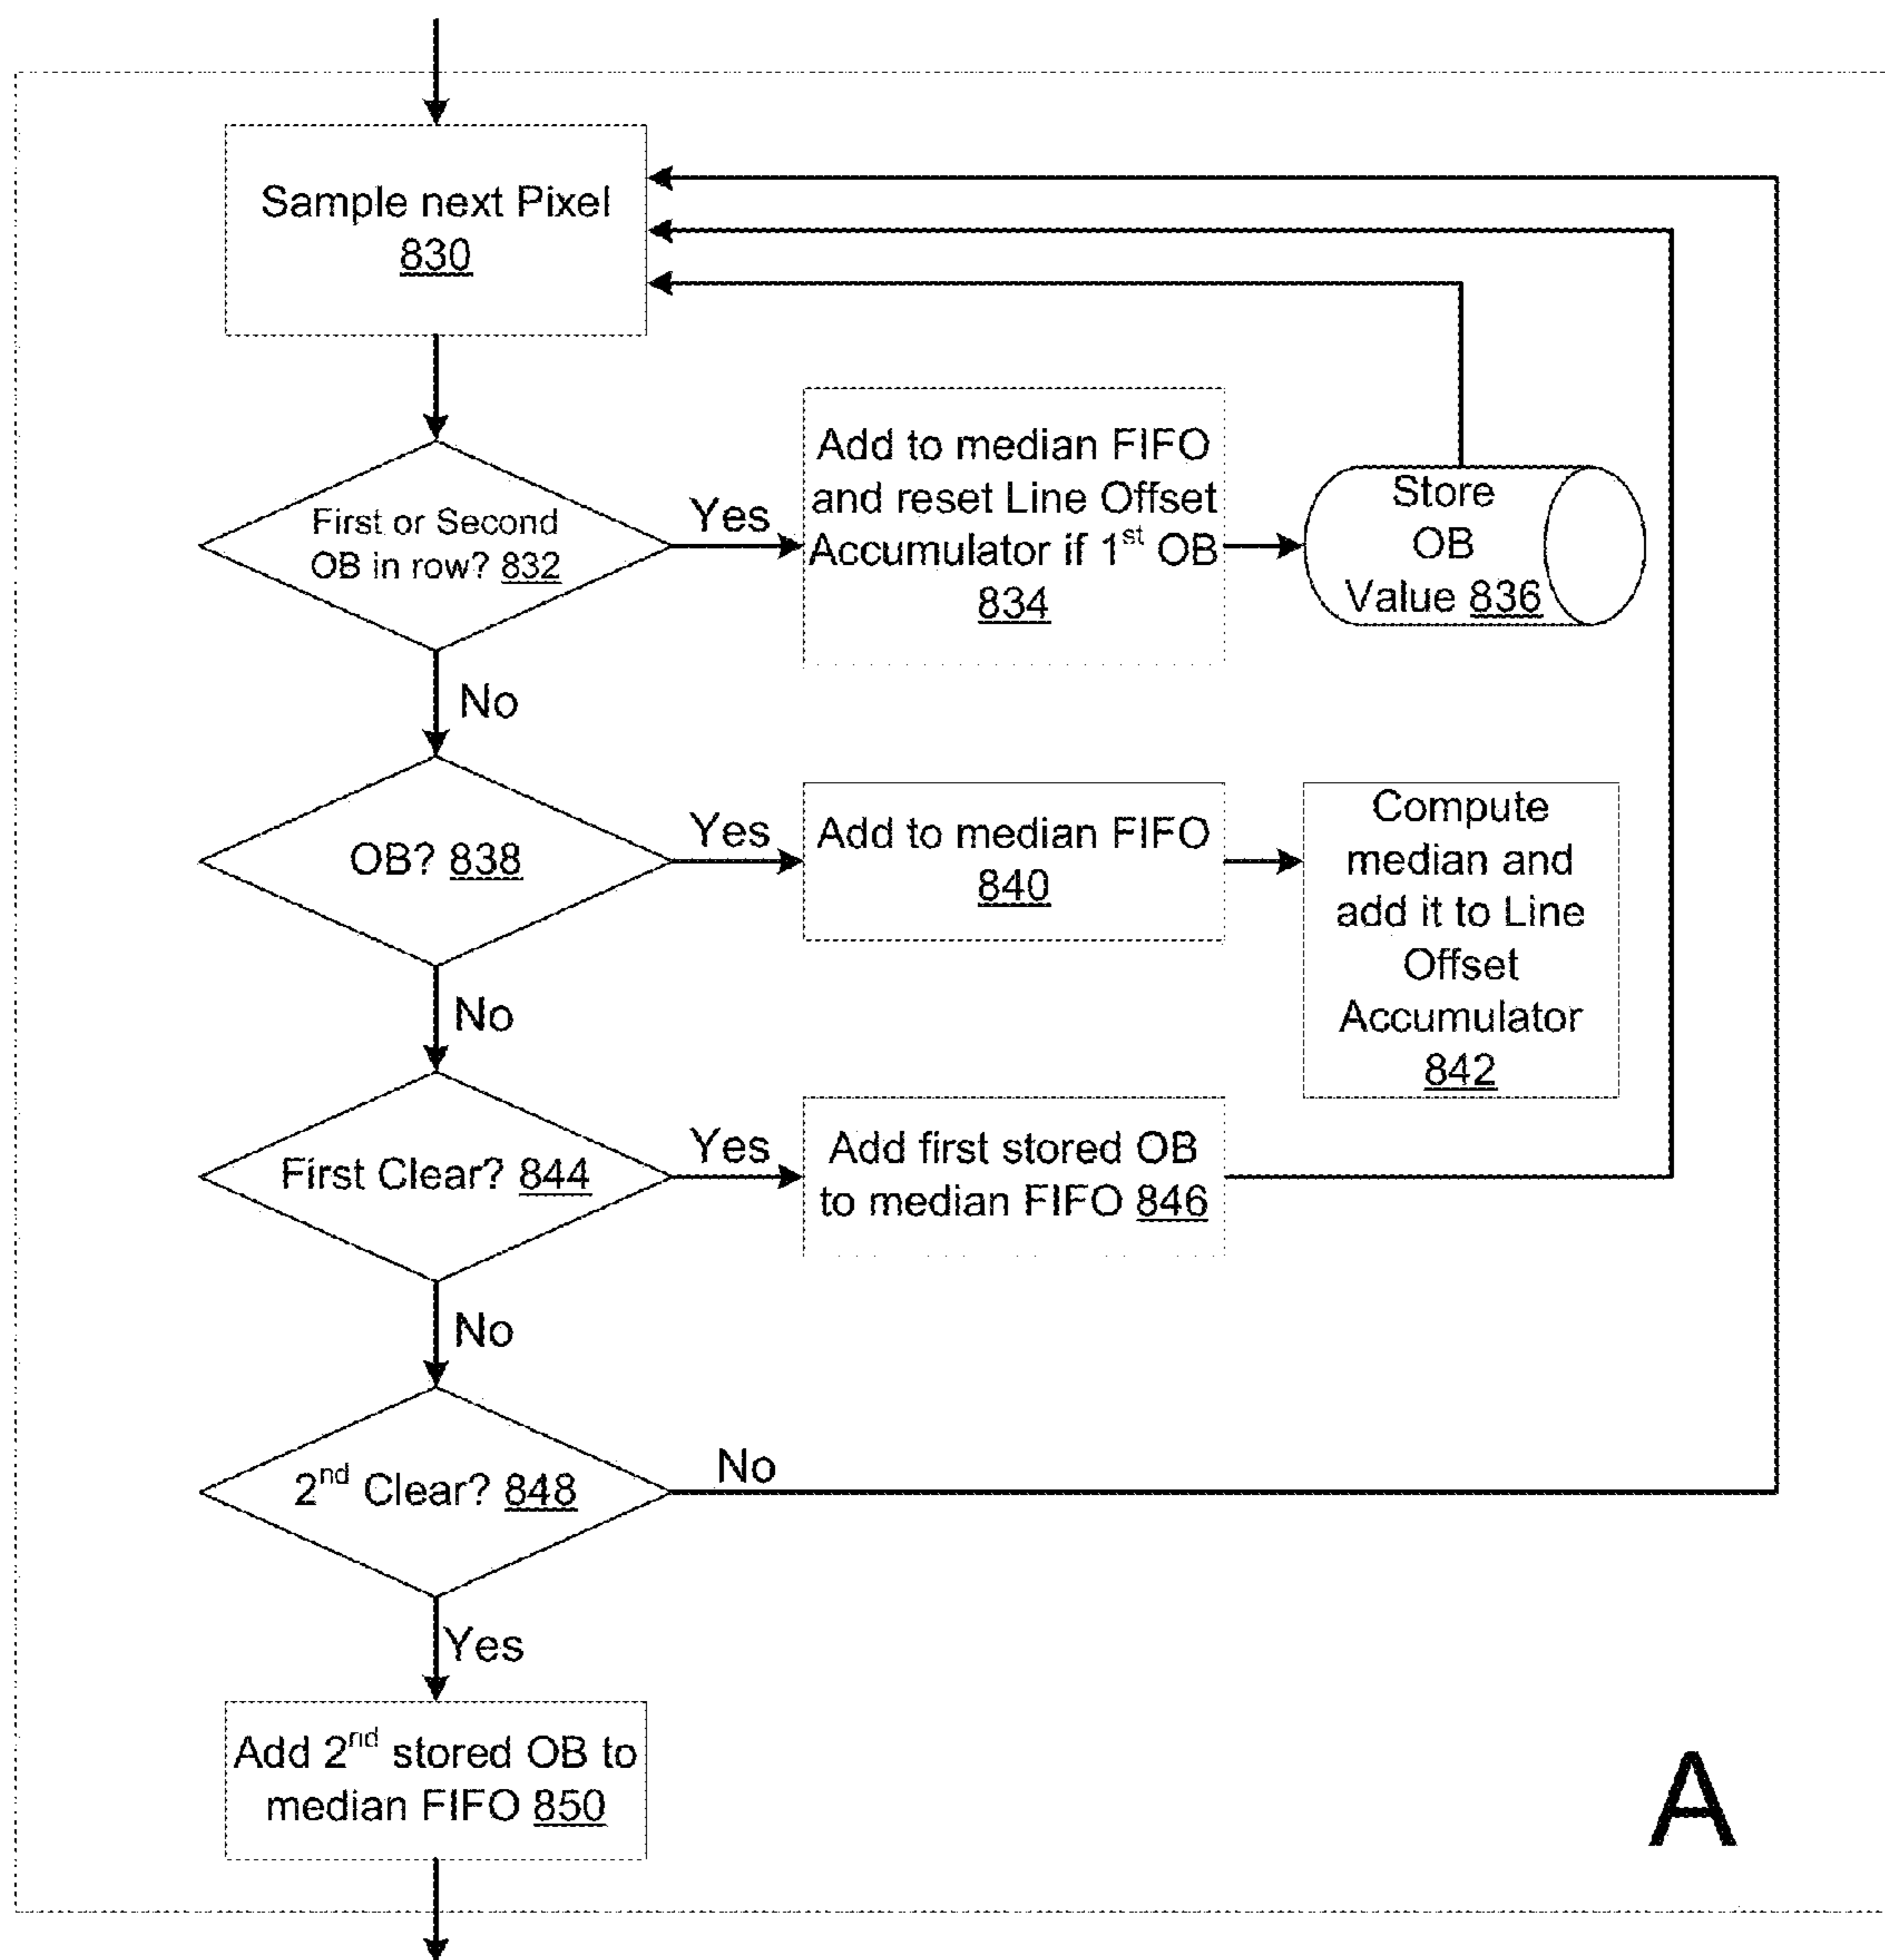 Sample next Pixel
830
First or Second
OB in row? 832
Yes
Add to median FIFO
and reset Line Offset
Accumulator if 1st OB
834
Store
OB
Value 836
No
OB? 838
Yes
Add to median FIFO
840
Compute
median and
add it to Line
Offset
Accumulator
842
No
First Clear? 844
Yes
Add first stored OB
to median FIFO 846
No
2nd Clear? 848
No
Yes
Add 2nd stored OB to
median FIFO 850
A